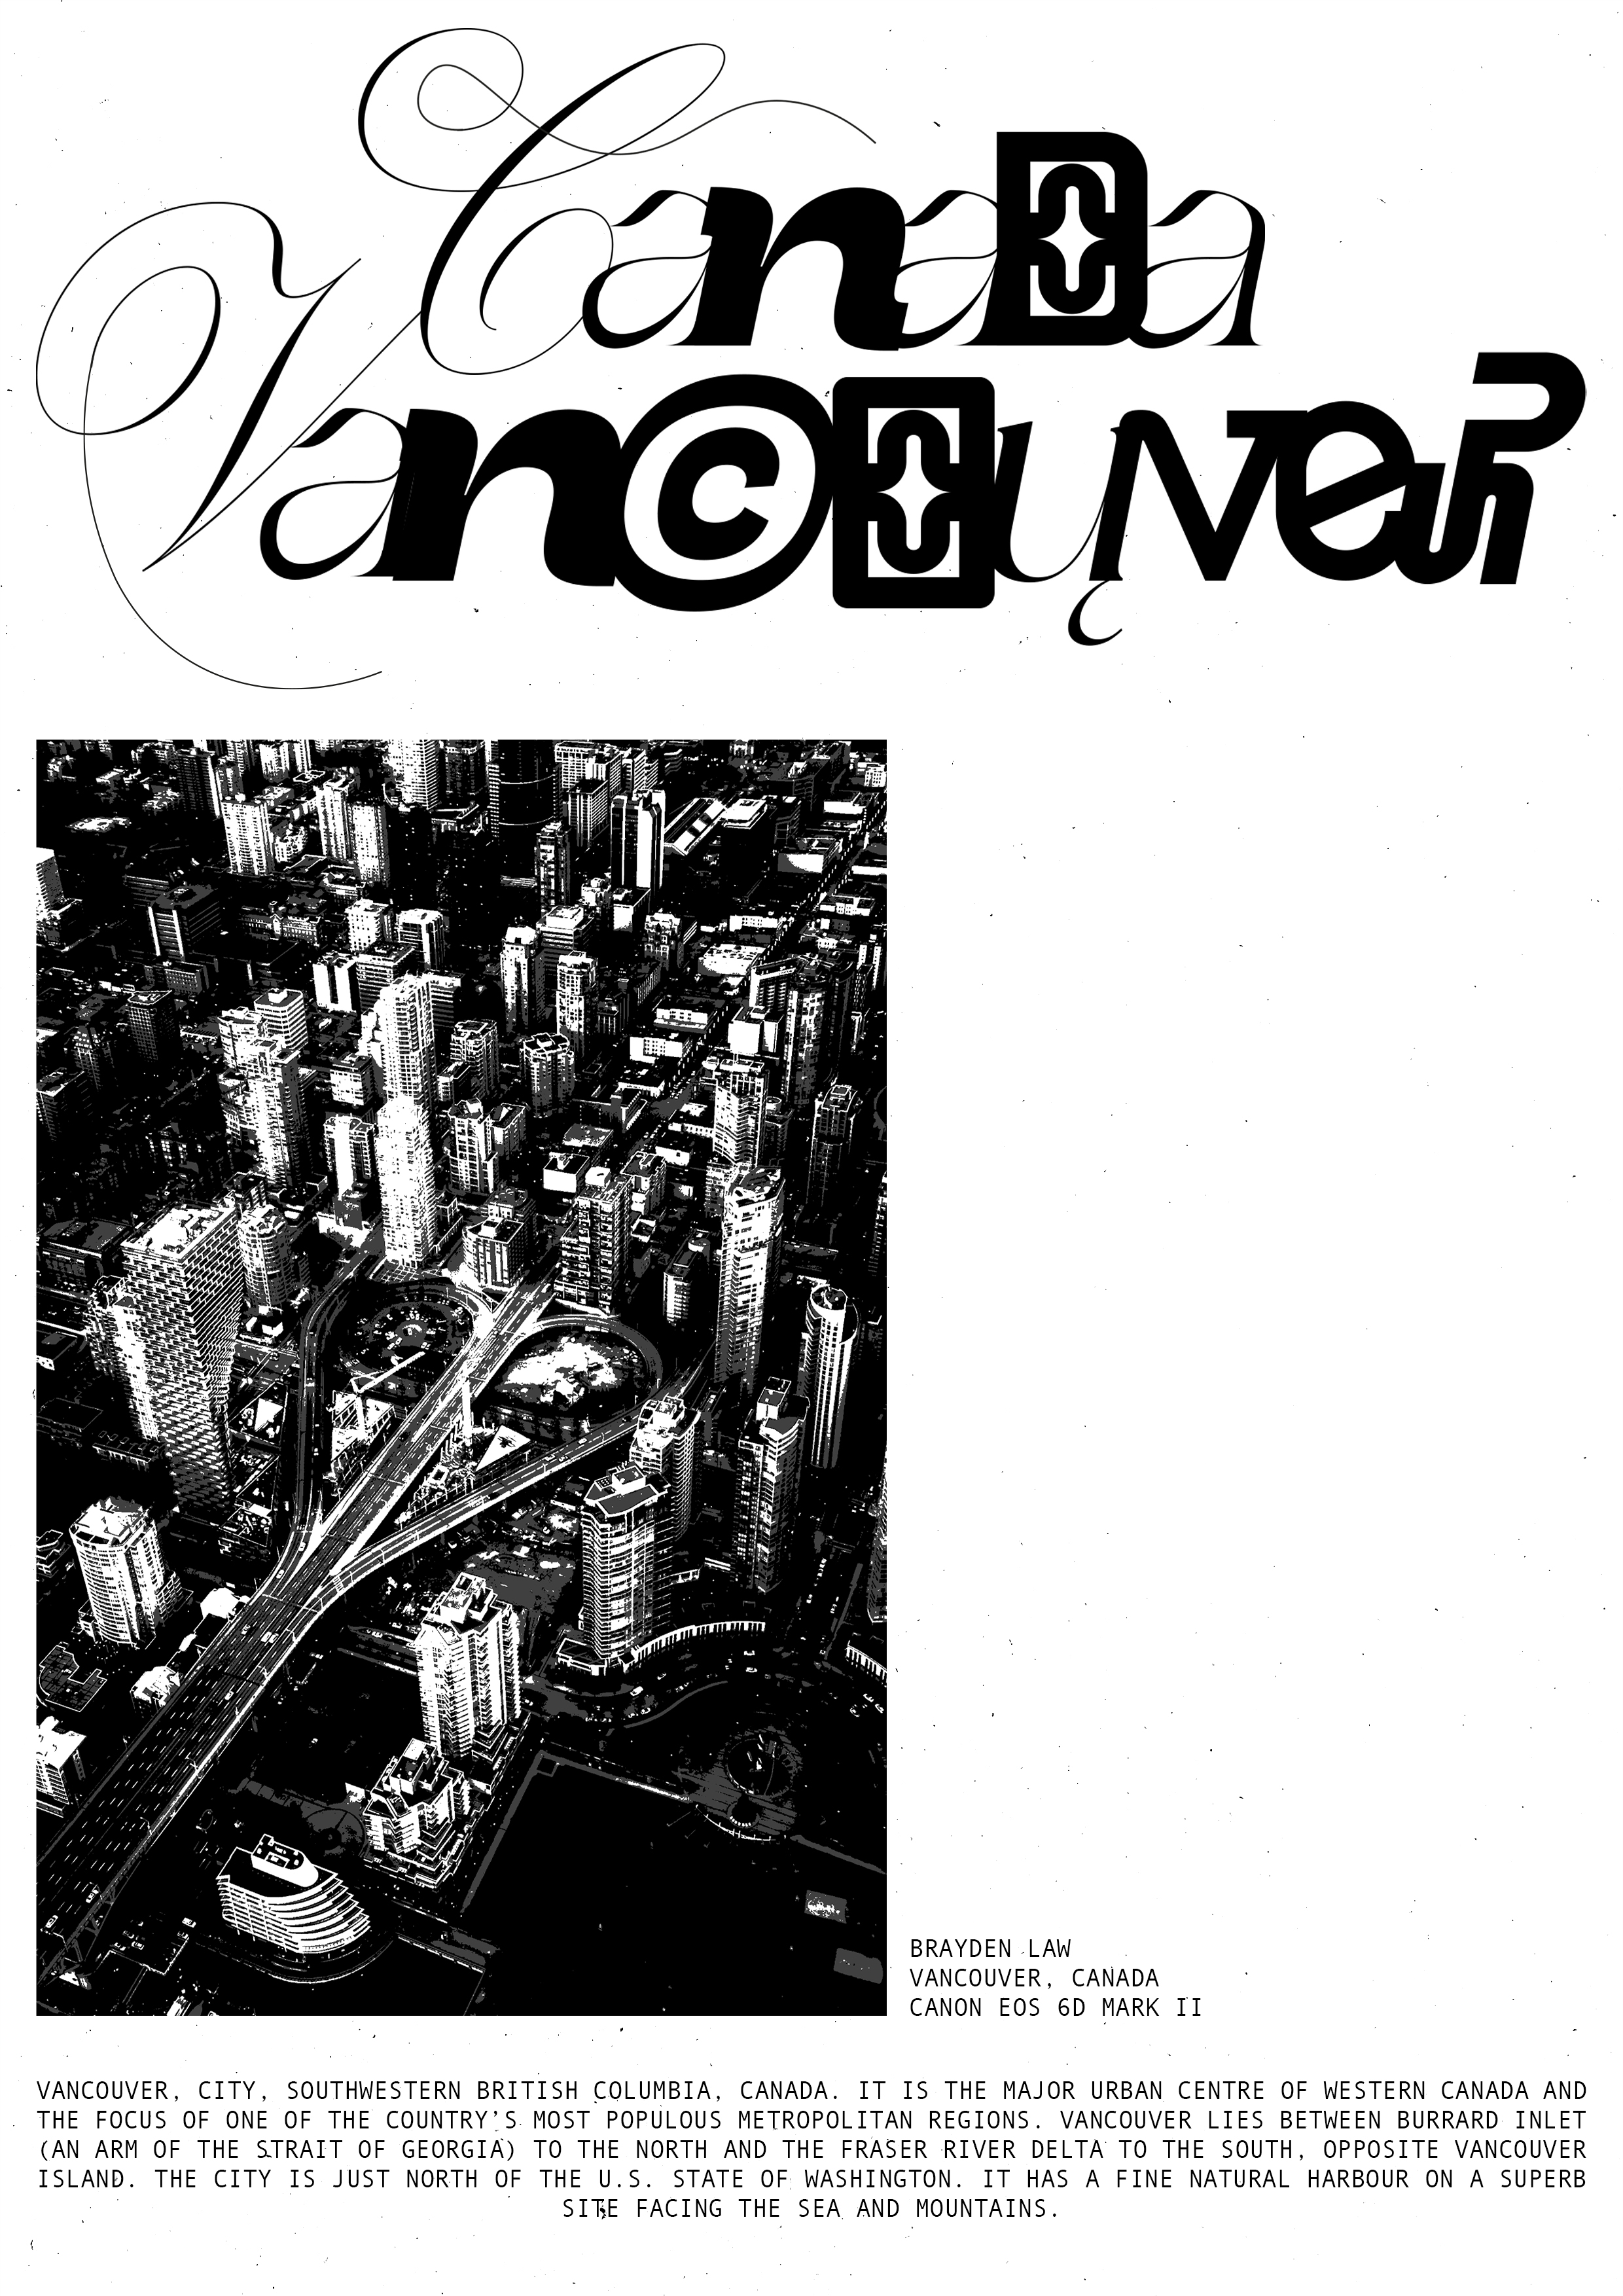 CanaDa
Van©ouver
BRAYDEN LAW
VANCOUVER, CANADA
CANON EOS 6D MARK II
VANCOUVER, CITY, SOUTHWESTERN BRITISH COLUMBIA, CANADA. IT IS THE MAJOR URBAN CENTRE OF WESTERN CANADA AND
THE FOCUS OF ONE OF THE COUNTRY’S MOST POPULOUS METROPOLITAN REGIONS. VANCOUVER LIES BETWEEN BURRARD INLET
(AN ARM OF THE STRAIT OF GEORGIA) TO THE NORTH AND THE FRASER RIVER DELTA TO THE SOUTH, OPPOSITE VANCOUVER
ISLAND. THE CITY IS JUST NORTH OF THE U.S. STATE OF WASHINGTON. IT HAS A FINE NATURAL HARBOUR ON A SUPERB
SITE FACING THE SEA AND MOUNTAINS.